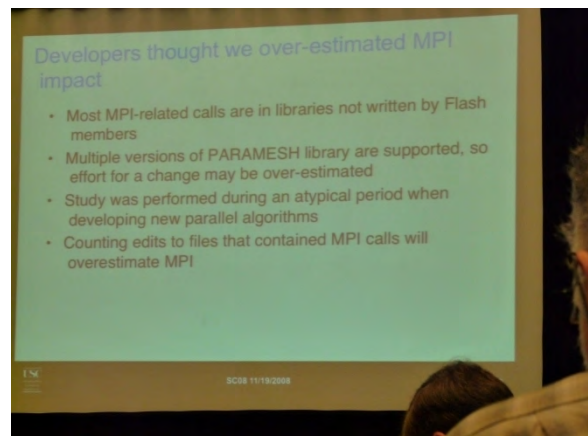 Developers thought we over-estimated MPI
impact
• Most MPI-related calls are in libraries not written by Flash
members
• Multiple versions of PARAMESH library are supported, so
effort for a change may be over-estimated
• Study was performed during an atypical period when
developing new parallel algorithms
• Counting edits to files that contained MPI calls will
overestimate MPI
USC
SC08 11/19/2008